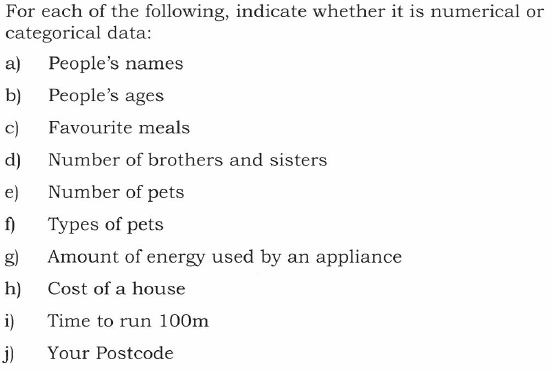 For each of the following, indicate whether it is numerical or
categorical data:
a) People's names
b) People's ages
c) Favourite meals
d) Number of brothers and sisters
e) Number of pets
f) Types of pets
g) Amount of energy used by an appliance
h) Cost of a house
i) Time to run 100m
j) Your Postcode